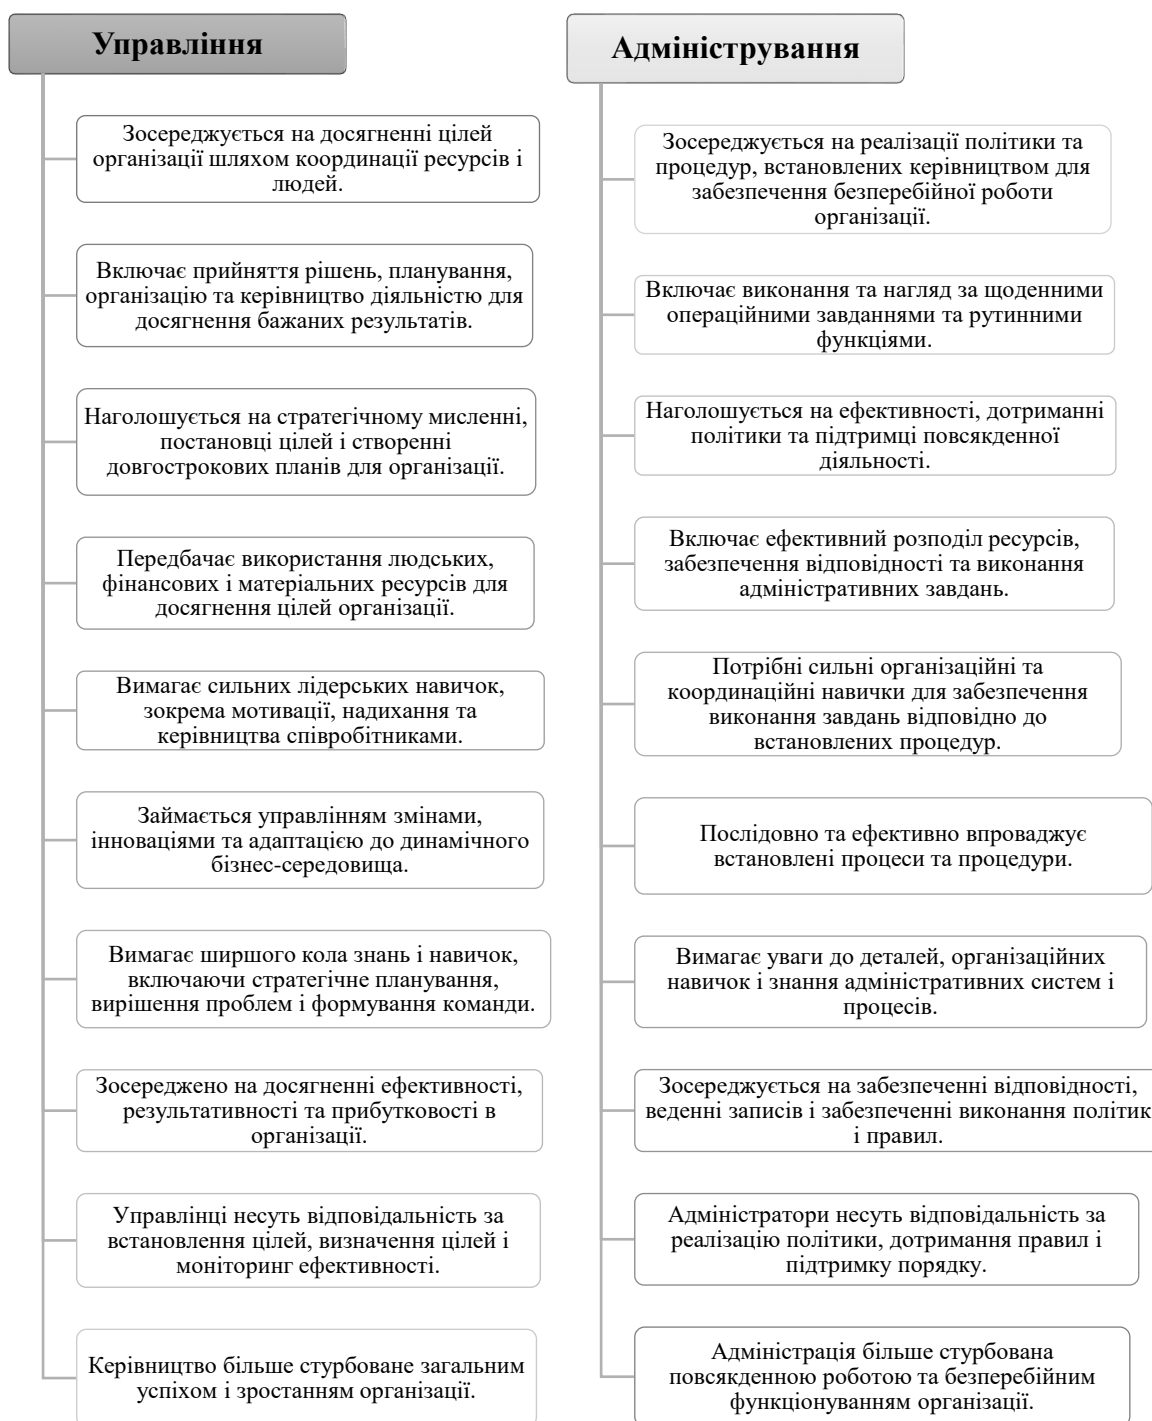 Управління
Зосереджується на досягненні цілей
організації шляхом координації ресурсів і
людей.
Включає прийняття рішень, планування,
організацію та керівництво діяльністю для
досягнення бажаних результатів.
Наголошується на стратегічному мисленні,
постановці цілей і створенні
довгострокових планів для організації.
Передбачає використання людських,
фінансових і матеріальних ресурсів для
досягнення цілей організації.
Вимагає сильних лідерських навичок,
зокрема мотивації, надихання та
керівництва співробітниками.
Займається управлінням змінами,
інноваціями та адаптацією до динамічного
бізнес-середовища.
Вимагає ширшого кола знань і навичок,
включаючи стратегічне планування,
вирішення проблем і формування команди.
Зосереджено на досягненні ефективності,
результативності та прибутковості в
організації.
Управлінці несуть відповідальність за
встановлення цілей, визначення цілей і
моніторинг ефективності.
Керівництво більше стурбоване загальним
успіхом і зростанням організації.
Адміністрування
Зосереджується на реалізації політики та
процедур, встановлених керівництвом для
забезпечення безперебійної роботи
організації.
Включає виконання та нагляд за щоденними
операційними завданнями та рутинними
функціями.
Наголошується на ефективності, дотриманні
політики та підтримці повсякденної
діяльності.
Включає ефективний розподіл ресурсів,
забезпечення відповідності та виконання
адміністративних завдань.
Потрібні сильні організаційні та
координаційні навички для забезпечення
виконання завдань відповідно до
встановлених процедур.
Послідовно та ефективно впроваджує
встановлені процеси та процедури.
Вимагає уваги до деталей, організаційних
навичок і знання адміністративних систем і
процесів.
Зосереджується на забезпеченні відповідності,
веденні записів і забезпеченні виконання політик
і правил.
Адміністратори несуть відповідальність за
реалізацію політики, дотримання правил і
підтримку порядку.
Адміністрація більше стурбована
повсякденною роботою та безперебійним
функціонуванням організації.